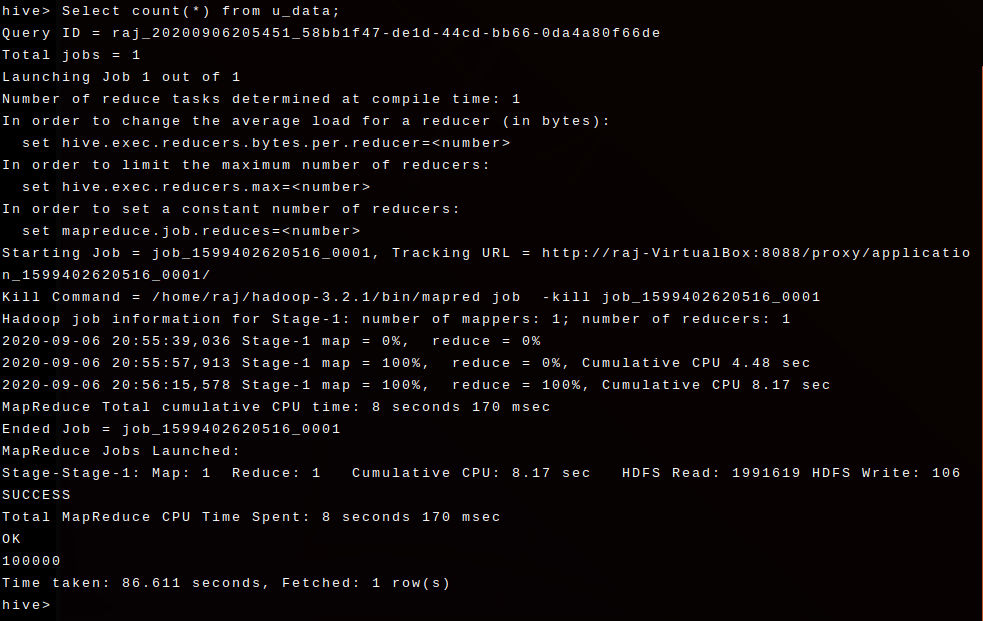 hive> Select count(*) from u_data;
Query ID = raj_20200906205451_58bb1f47-de1d-44cd-bb66-0da4a80f66de
Total jobs = 1
Launching Job 1 out of 1
Number of reduce tasks determined at compile time: 1
In order to change the average load for a reducer (in bytes):
  set hive.exec.reducers.bytes.per.reducer=<number>
In order to limit the maximum number of reducers:
  set hive.exec.reducers.max=<number>
In order to set a constant number of reducers:
  set mapreduce.job.reduces=<number>
Starting Job = job_1599402620516_0001, Tracking URL = http://raj-VirtualBox:8088/proxy/applicatio
n_1599402620516_0001/
Kill Command = /home/raj/hadoop-3.2.1/bin/mapred job  -kill job_1599402620516_0001
Hadoop job information for Stage-1: number of mappers: 1; number of reducers: 1
2020-09-06 20:55:39,036 Stage-1 map = 0%,  reduce = 0%
2020-09-06 20:55:57,913 Stage-1 map = 100%,  reduce = 0%, Cumulative CPU 4.48 sec
2020-09-06 20:56:15,578 Stage-1 map = 100%,  reduce = 100%, Cumulative CPU 8.17 sec
MapReduce Total cumulative CPU time: 8 seconds 170 msec
Ended Job = job_1599402620516_0001
MapReduce Jobs Launched:
Stage-Stage-1: Map: 1  Reduce: 1   Cumulative CPU: 8.17 sec   HDFS Read: 1991619 HDFS Write: 106
SUCCESS
Total MapReduce CPU Time Spent: 8 seconds 170 msec
OK
100000
Time taken: 86.611 seconds, Fetched: 1 row(s)
hive>